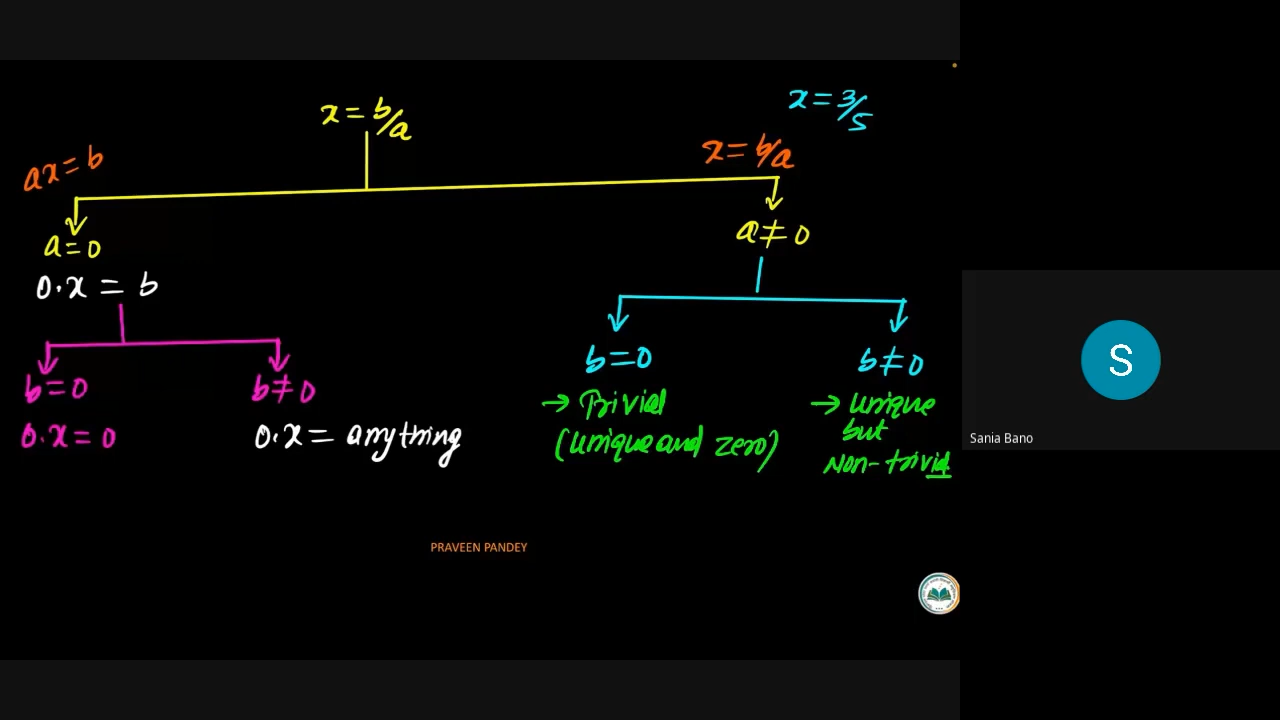 x = b/a
x = 3/5
ax = b
x = b/a
a = 0
a ≠ 0
0.x = b
b = 0
b ≠ 0
b = 0
b ≠ 0
0.x = 0
0.x = anything
→ Trivial
(unique and zero)
→ unique
but
Non-trivial
S
Sania Bano
PRAVEEN PANDEY